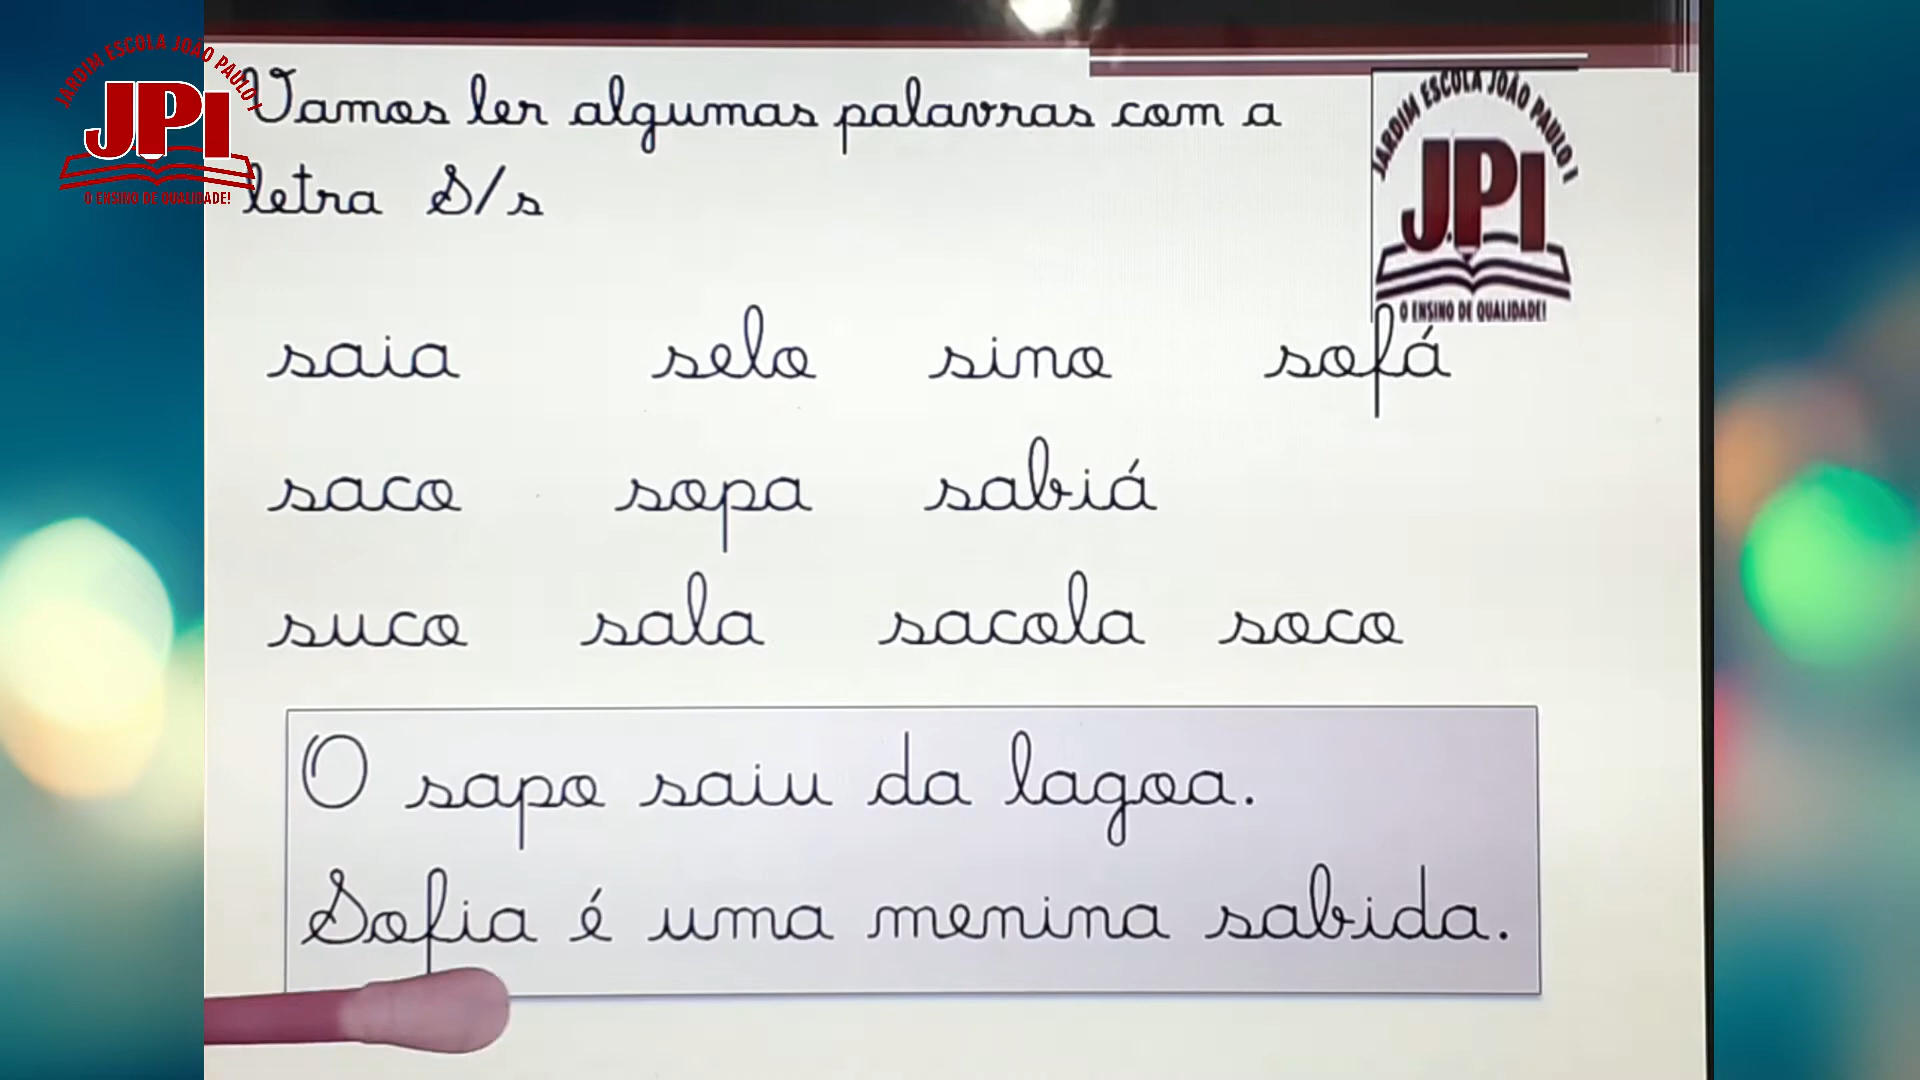 JARDIM ESCOLA JOÃO PAULO I
JPI
O ENSINO DE QUALIDADE!
Vamos ler algumas palavras com a
letra S/s
JARDIM ESCOLA JOÃO PAULO I
JPI
O ENSINO DE QUALIDADE!
saia selo sino sofá
saco sopa sabiá
suco sala sacola soco
O sapo saiu da lagoa.
Sofia é uma menina sabida.